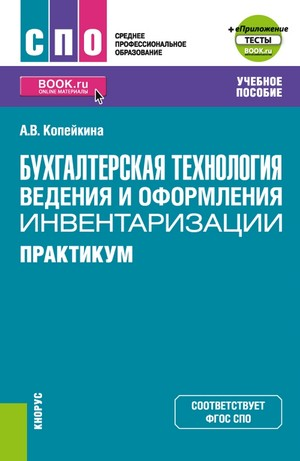 СПО
СРЕДНЕЕ
ПРОФЕССИОНАЛЬНОЕ
ОБРАЗОВАНИЕ
+ еПриложение
ТЕСТЫ
BOOK.ru
BOOK.ru
ONLINE МАТЕРИАЛЫ
УЧЕБНОЕ
ПОСОБИЕ
А.В. Копейкина
БУХГАЛТЕРСКАЯ ТЕХНОЛОГИЯ
ВЕДЕНИЯ И ОФОРМЛЕНИЯ
ИНВЕНТАРИЗАЦИИ
ПРАКТИКУМ
КНОРУС
СООТВЕТСТВУЕТ
ФГОС СПО